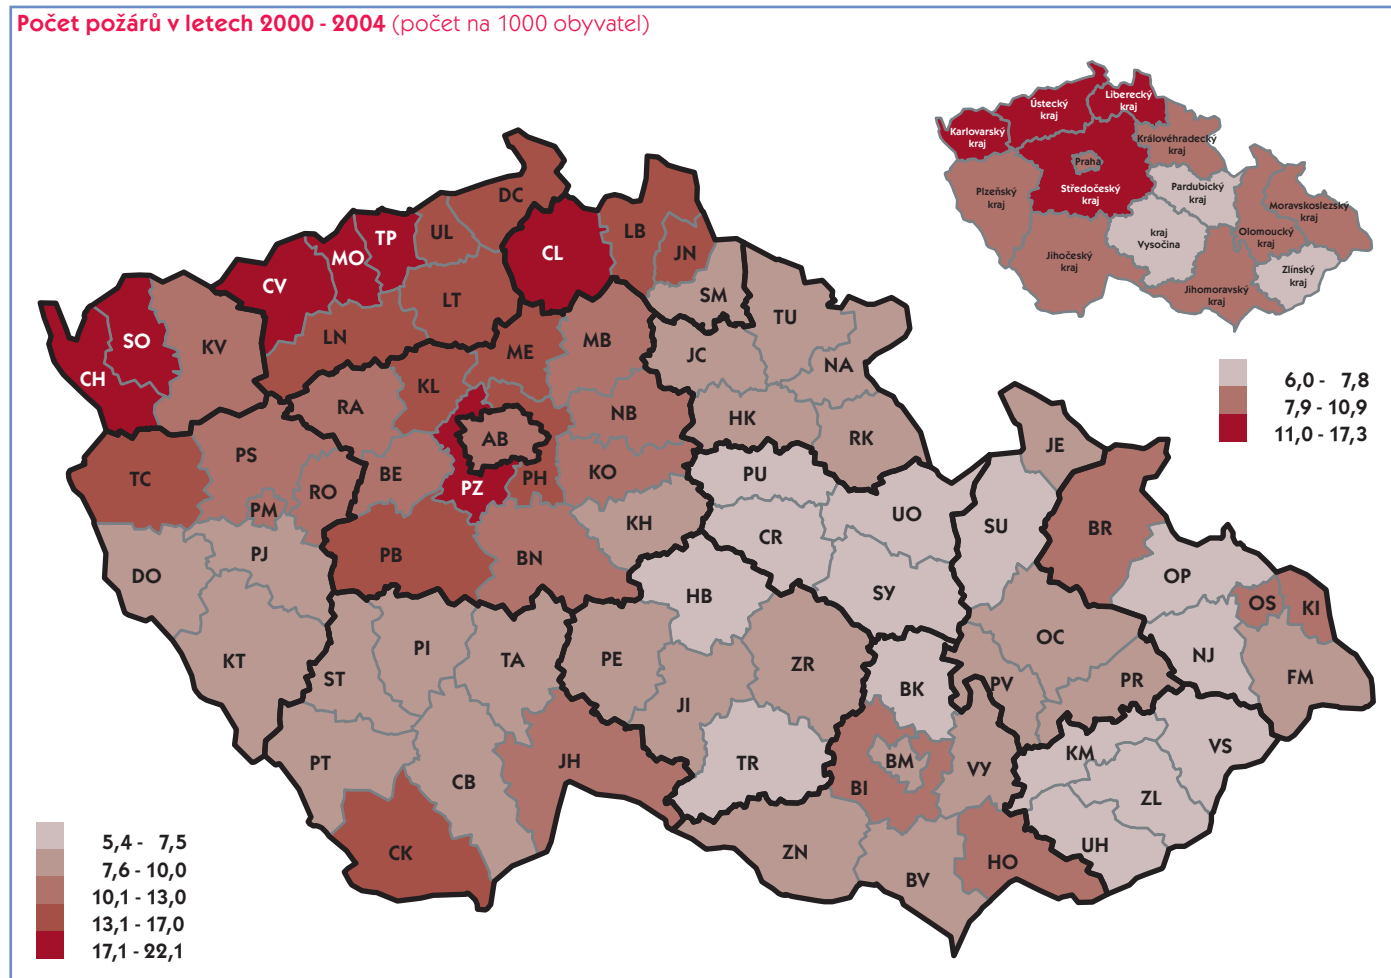 Počet požárů v letech 2000 - 2004 (počet na 1000 obyvatel)
Ústecký
kraj
Liberecký
kraj
Karlovarský
kraj
Královéhradecký
kraj
Praha
Středočeský
kraj
Plzeňský
kraj
Pardubický
kraj
Moravskoslezský
kraj
kraj
Vysočina
Olomoucký
kraj
Jihočeský
kraj
Zlínský
kraj
Jihomoravský
kraj
6,0 - 7,8
7,9 - 10,9
11,0 - 17,3
DC
TP
UL
MO
CL
LB
JN
CV
LT
SM
TU
SO
KV
LN
ME
MB
JC
NA
CH
KL
RA
NB
HK
RK
AB
JE
PS
BE
PH
KO
PU
TC
RO
PZ
PM
KH
UO
SU
BR
PJ
PB
BN
CR
DO
HB
SY
OP
OS
KI
PI
TA
PE
ZR
OC
KT
NJ
ST
JI
BK
PV
PR
FM
PT
CB
JH
TR
BM
BI
VY
KM
VS
ZL
CK
ZN
BV
HO
UH
5,4 - 7,5
7,6 - 10,0
10,1 - 13,0
13,1 - 17,0
17,1 - 22,1